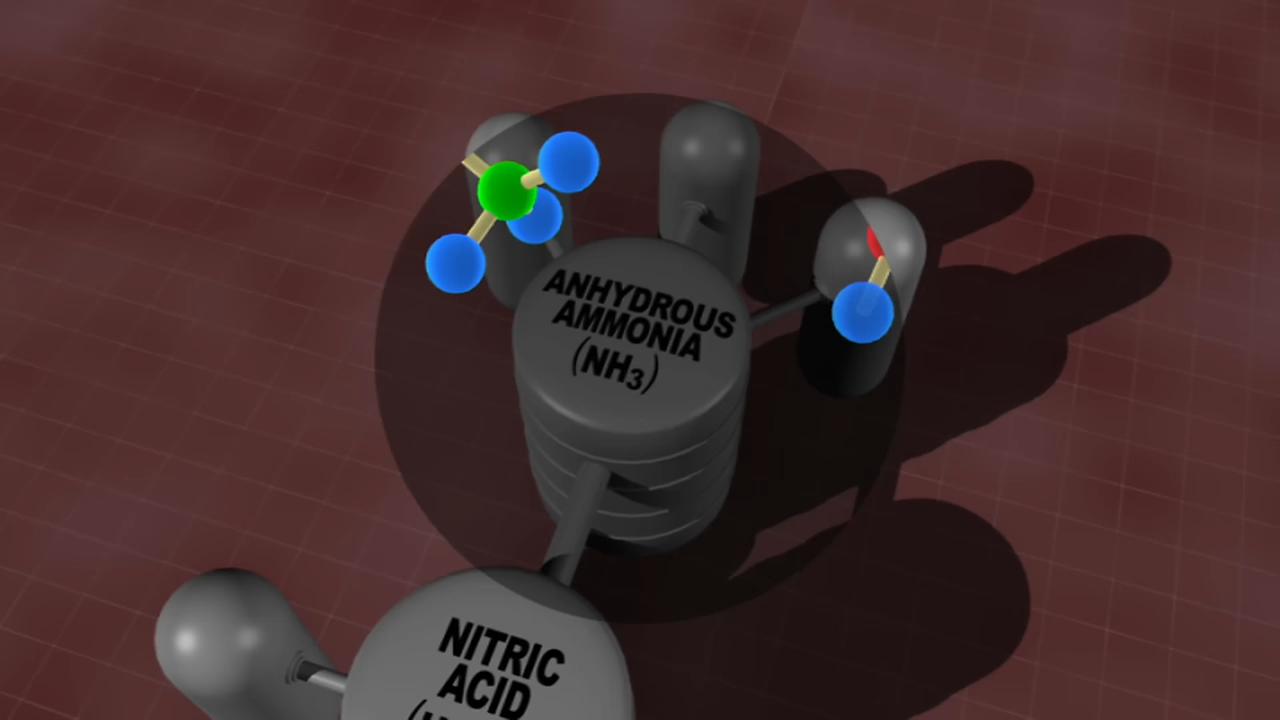 ANHYDROUS
AMMONIA
(NH₃)
NITRIC
ACID